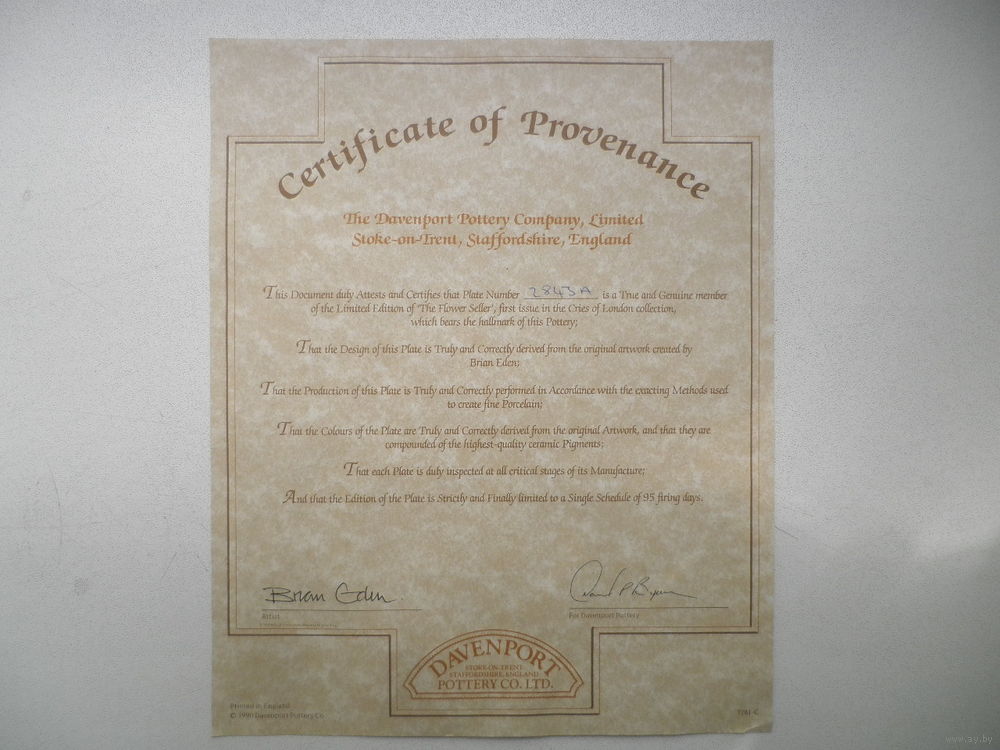 Certificate of Provenance
The Davenport Pottery Company, Limited
Stoke-on-Trent, Staffordshire, England
This Document duly Attests and Certifies that Plate Number 2843A is a True and Genuine member
of the Limited Edition of 'The Flower Seller', first issue in the Cries of London collection,
which bears the hallmark of this Pottery;
That the Design of this Plate is Truly and Correctly derived from the original artwork created by
Brian Eden;
That the Production of this Plate is Truly and Correctly performed in Accordance with the exacting Methods used
to create fine Porcelain;
That the Colours of the Plate are Truly and Correctly derived from the original Artwork, and that they are
compounded of the highest-quality ceramic Pigments;
That each Plate is duly inspected at all critical stages of its Manufacture;
And that the Edition of the Plate is Strictly and Finally limited to a Single Schedule of 95 firing days.
Brian Eden
Artist
For Davenport Pottery
DAVENPORT
STOKE-ON-TRENT
STAFFORDSHIRE, ENGLAND
POTTERY CO. LTD.
Printed in England
© 1990 Davenport Pottery Co.
www.ay.by